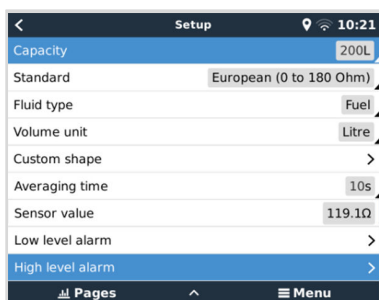 Setup 10:21
Capacity 200L
Standard European (0 to 180 Ohm)
Fluid type Fuel
Volume unit Litre
Custom shape
Averaging time 10s
Sensor value 119.1Ω
Low level alarm
High level alarm
Pages Menu